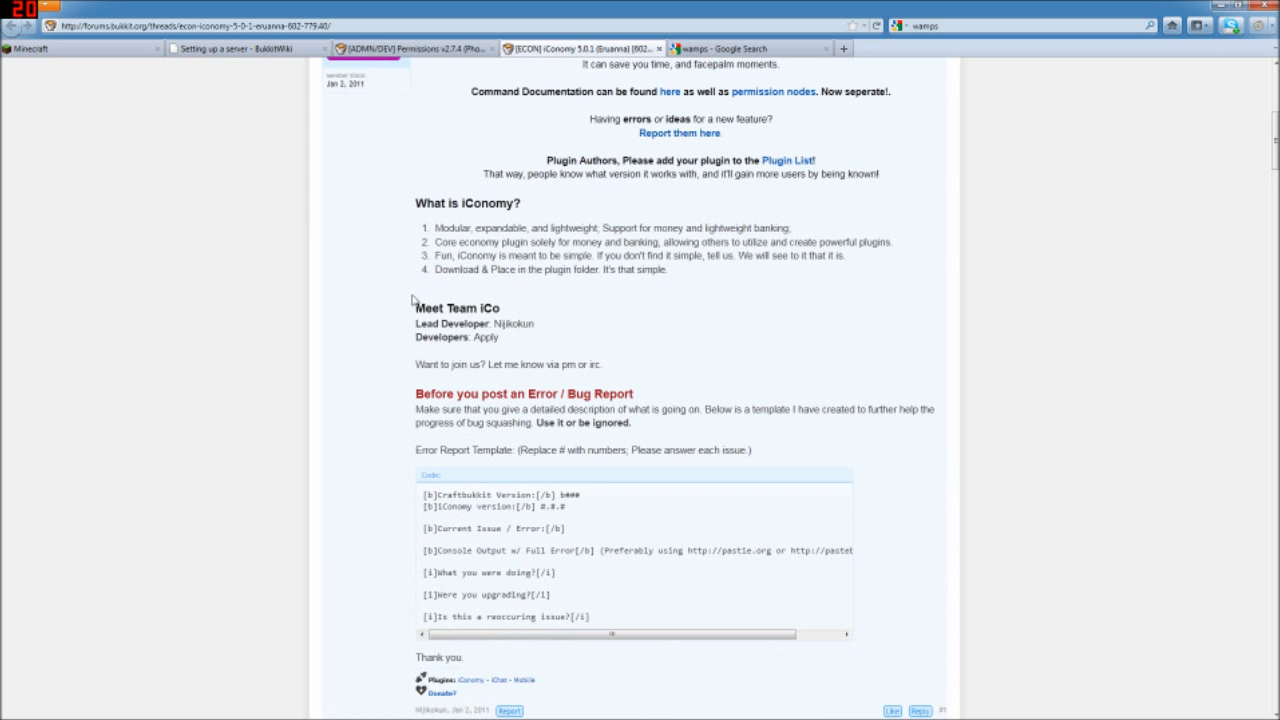 20
http://forums.bukkit.org/threads/econ-iconomy-5-0-1-eruanna-602-779.40/
wamps
Minecraft
Setting up a server - BukkitWiki
[ADMN/DEV] Permissions v2.7.4 (Pho...
[ECON] iConomy 5.0.1 (Eruanna) [602...
wamps - Google Search
It can save you time, and facepalm moments.
Member Since:
Jan 2, 2011
Command Documentation can be found here as well as permission nodes. Now seperate!.
Having errors or ideas for a new feature?
Report them here.
Plugin Authors, Please add your plugin to the Plugin List!
That way, people know what version it works with, and it'll gain more users by being known!
What is iConomy?
1. Modular, expandable, and lightweight; Support for money and lightweight banking;
2. Core economy plugin solely for money and banking, allowing others to utilize and create powerful plugins.
3. Fun, iConomy is meant to be simple. If you don't find it simple, tell us. We will see to it that it is.
4. Download & Place in the plugin folder. It's that simple.
Meet Team iCo
Lead Developer: Nijikokun
Developers: Apply
Want to join us? Let me know via pm or irc.
Before you post an Error / Bug Report
Make sure that you give a detailed description of what is going on. Below is a template I have created to further help the
progress of bug squashing. Use it or be ignored.
Error Report Template: (Replace # with numbers; Please answer each issue.)
Code:
[b]Craftbukkit Version:[/b] b###
[b]iConomy version:[/b] #.#.#
[b]Current Issue / Error:[/b]
[b]Console Output w/ Full Error[/b] (Preferably using http://pastie.org or http://pasteb
[i]What you were doing?[/i]
[i]Were you upgrading?[/i]
[i]Is this a reoccuring issue?[/i]
Thank you.
Plugins: iConomy - iChat - Mobile
Donate?
Nijikokun, Jan 2, 2011 Report
Like Reply #1